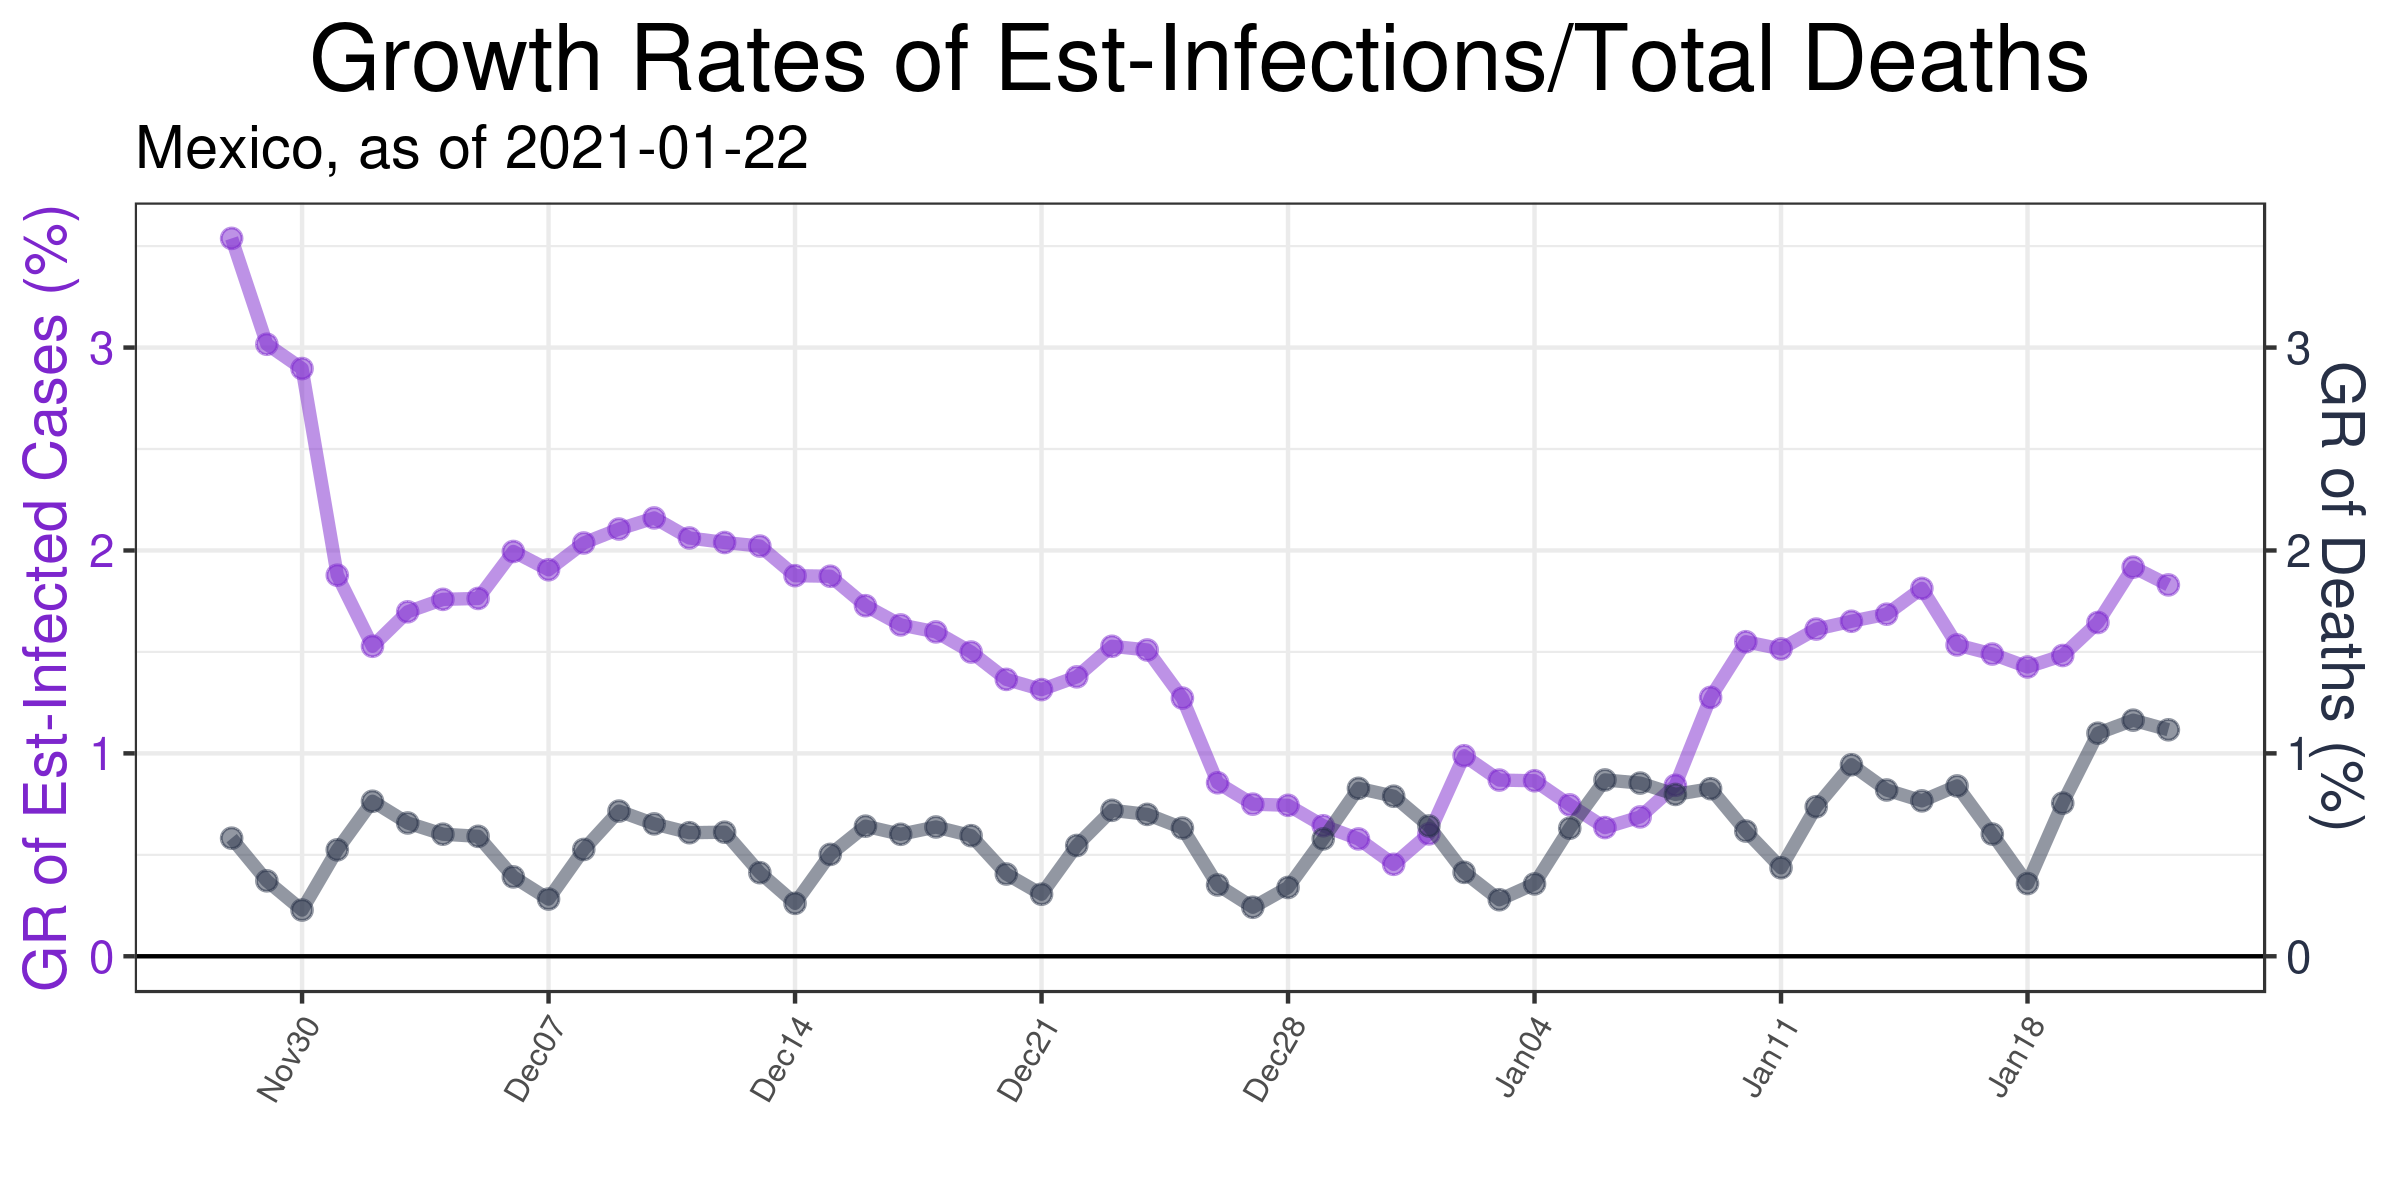 Growth Rates of Est-Infections/Total Deaths
Mexico, as of 2021-01-22
GR of Est-Infected Cases (%)
3
2
1
0
3
2
1
0
GR of Deaths (%)
Nov30
Dec07
Dec14
Dec21
Dec28
Jan04
Jan11
Jan18